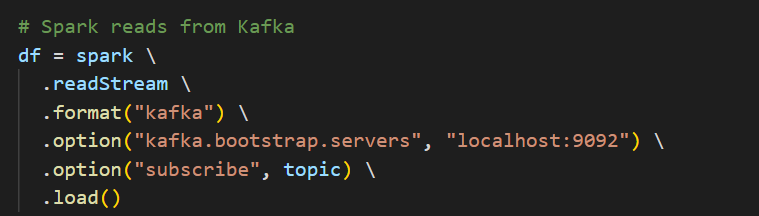 # Spark reads from Kafka
df = spark \
  .readStream \
  .format("kafka") \
  .option("kafka.bootstrap.servers", "localhost:9092") \
  .option("subscribe", topic) \
  .load()